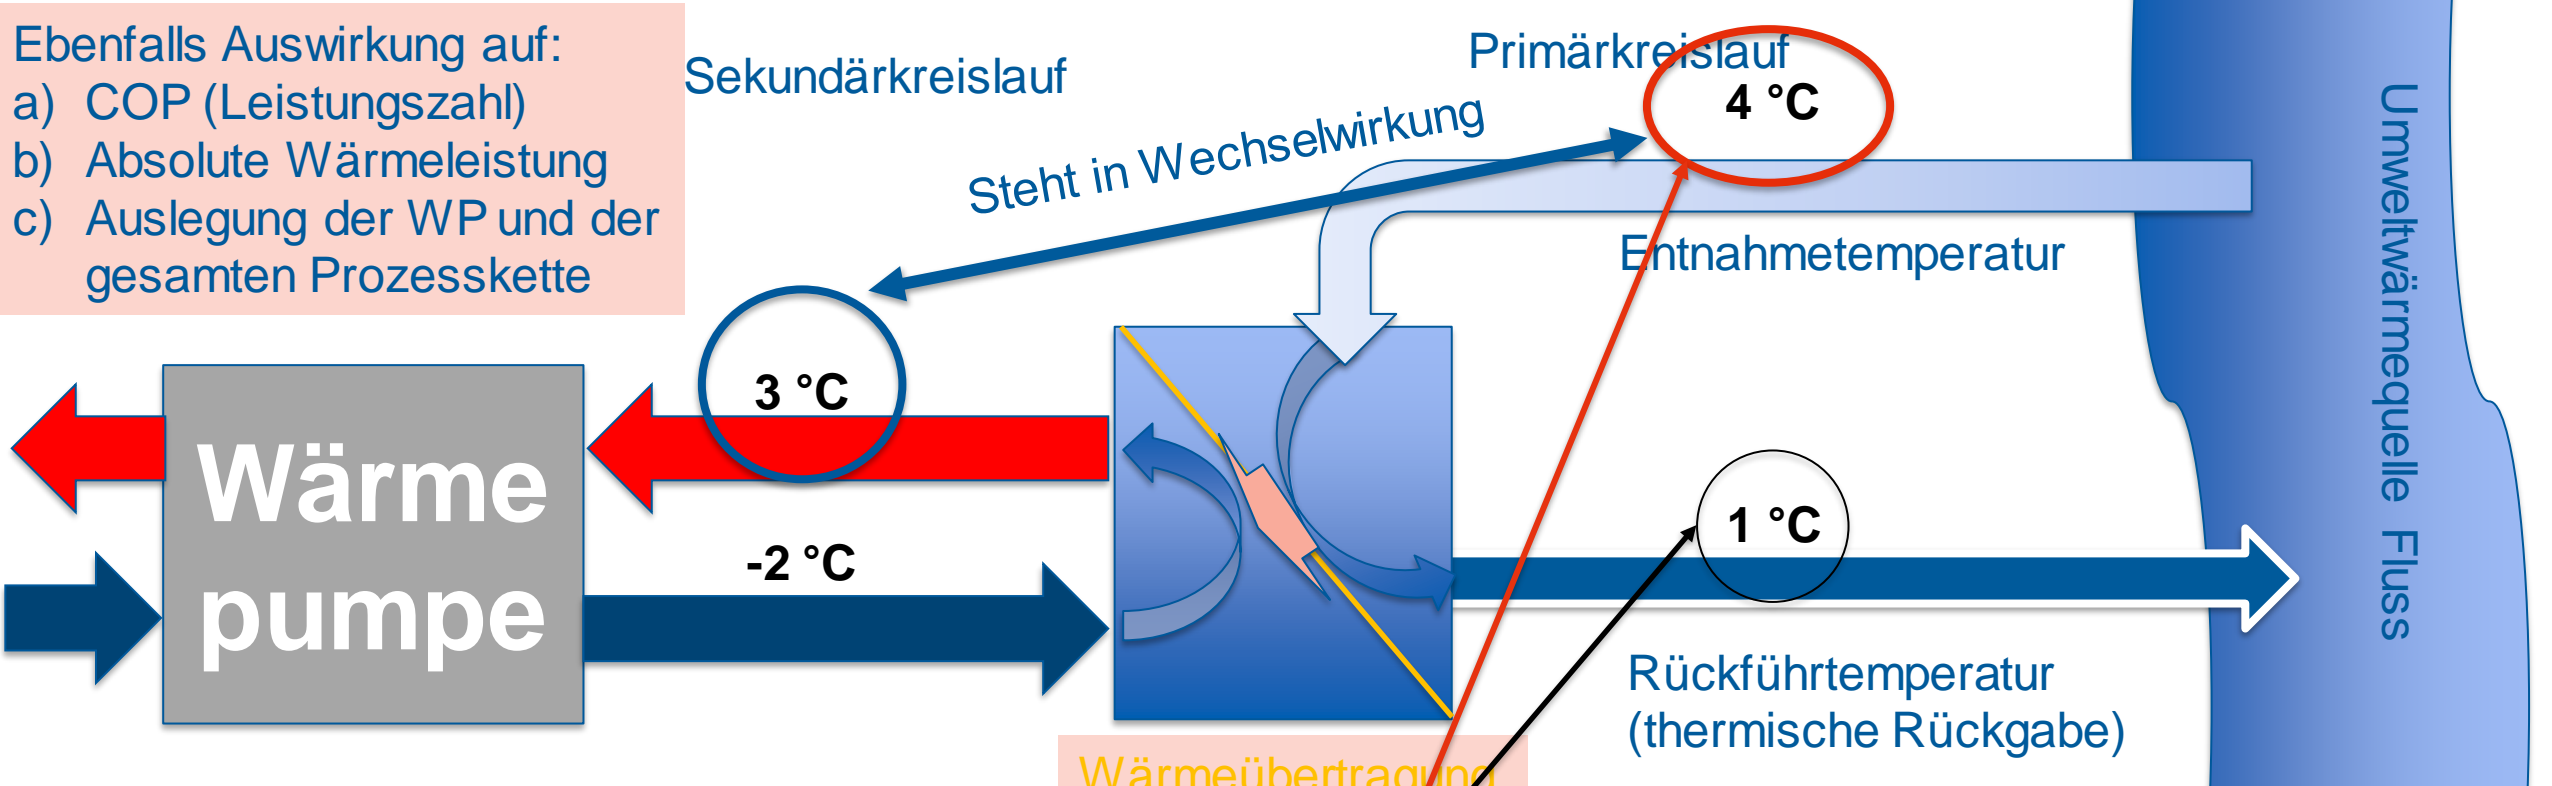 Ebenfalls Auswirkung auf:
a) COP (Leistungszahl)
b) Absolute Wärmeleistung
c) Auslegung der WP und der
gesamten Prozesskette
Sekundärkreislauf
Primärkreislauf
4 °C
Steht in Wechselwirkung
Entnahmetemperatur
3 °C
Wärme
pumpe
-2 °C
1 °C
Rückführtemperatur
(thermische Rückgabe)
Wärmeübertragung
Umweltwärmequelle Fluss